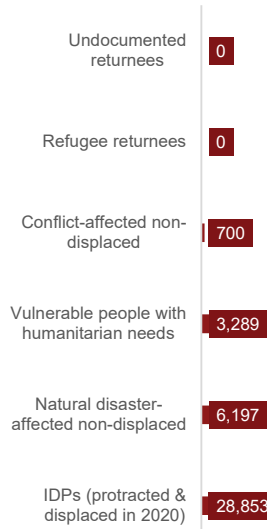 Undocumented
returnees
0
Refugee returnees
0
Conflict-affected non-
displaced
700
Vulnerable people with
humanitarian needs
3,289
Natural disaster-
affected non-displaced
6,197
IDPs (protracted &
displaced in 2020)
28,853